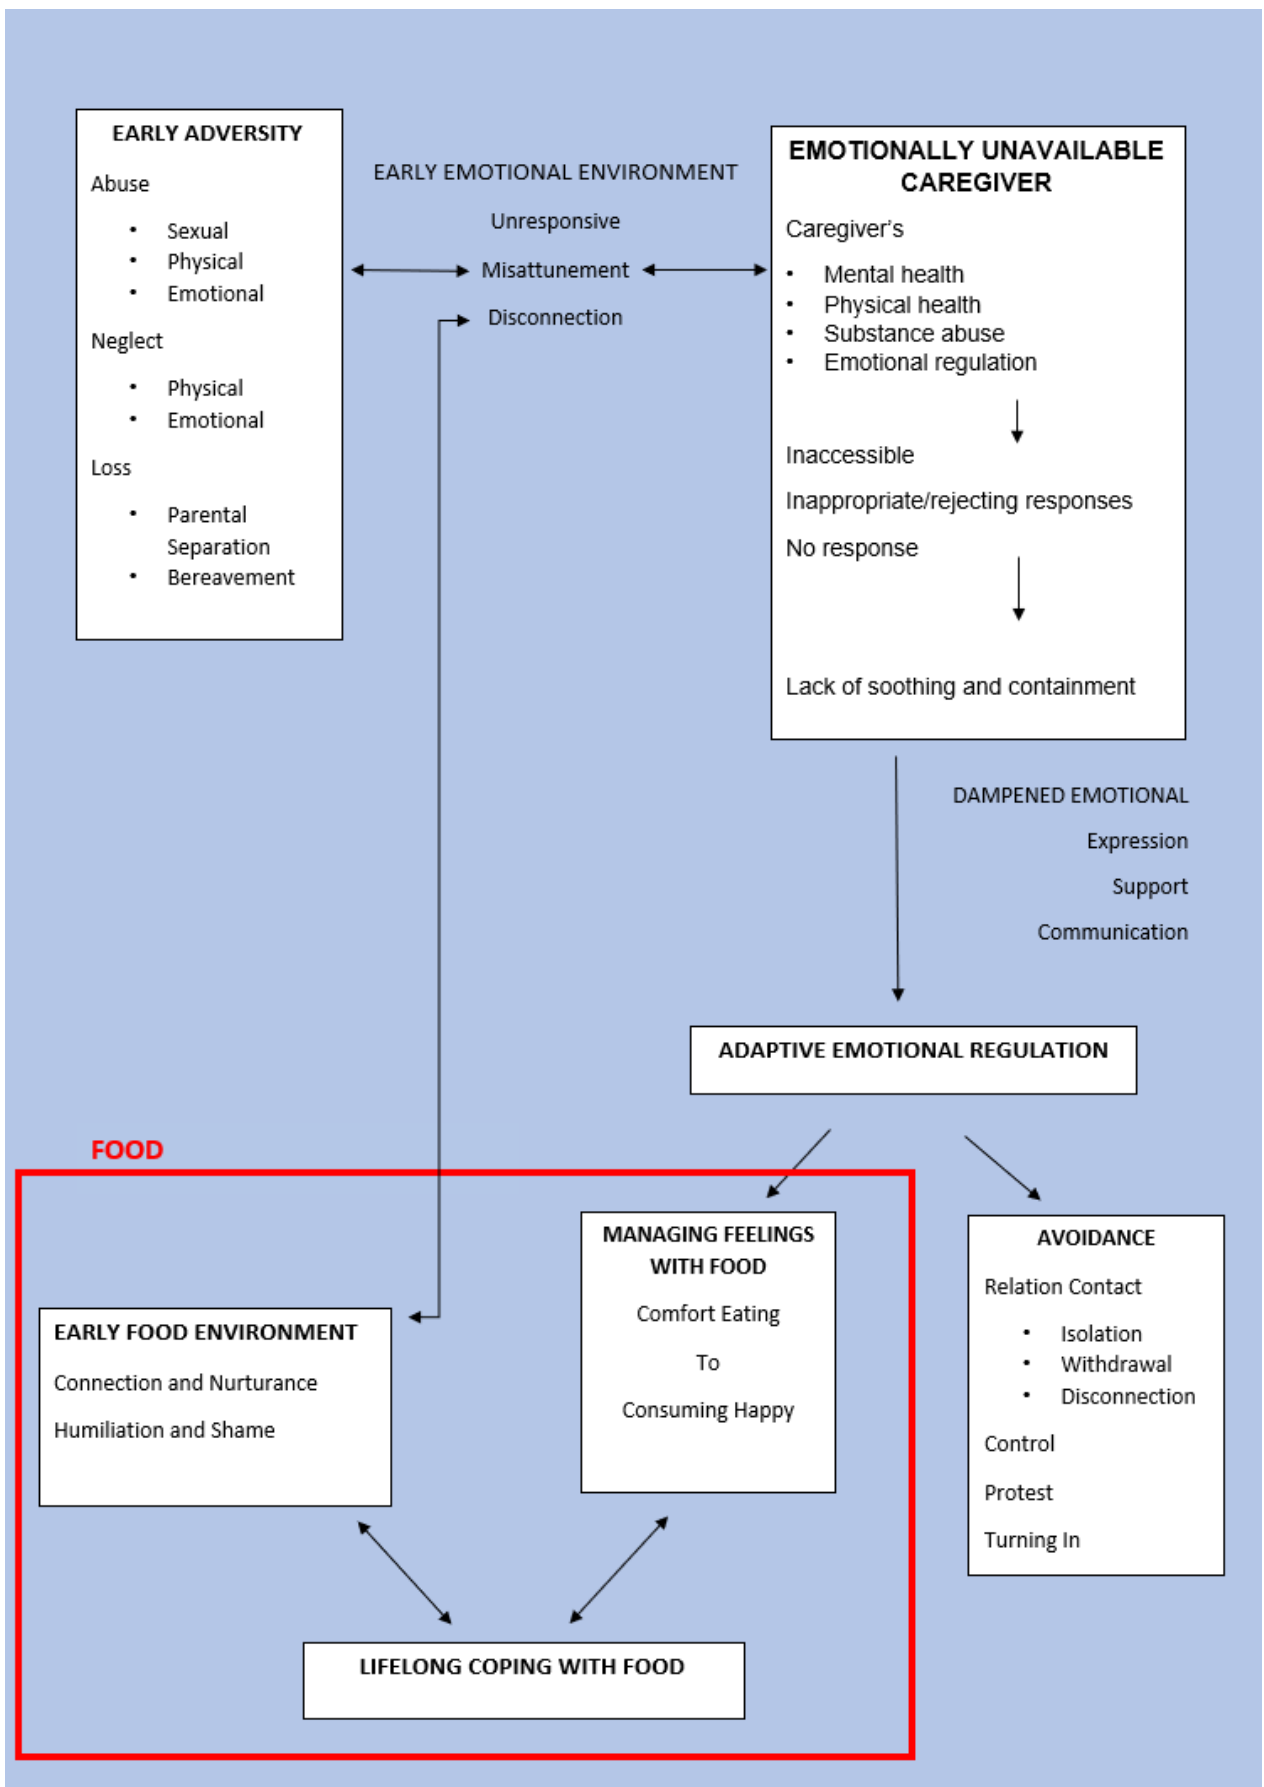 EARLY ADVERSITY
Abuse
• Sexual
• Physical
• Emotional
Neglect
• Physical
• Emotional
Loss
• Parental
Separation
• Bereavement
EARLY EMOTIONAL ENVIRONMENT
Unresponsive
Misattunement
Disconnection
EMOTIONALLY UNAVAILABLE
CAREGIVER
Caregiver’s
• Mental health
• Physical health
• Substance abuse
• Emotional regulation
Inaccessible
Inappropriate/rejecting responses
No response
Lack of soothing and containment
DAMPENED EMOTIONAL
Expression
Support
Communication
ADAPTIVE EMOTIONAL REGULATION
FOOD
EARLY FOOD ENVIRONMENT
Connection and Nurturance
Humiliation and Shame
MANAGING FEELINGS
WITH FOOD
Comfort Eating
To
Consuming Happy
AVOIDANCE
Relation Contact
• Isolation
• Withdrawal
• Disconnection
Control
Protest
Turning In
LIFELONG COPING WITH FOOD